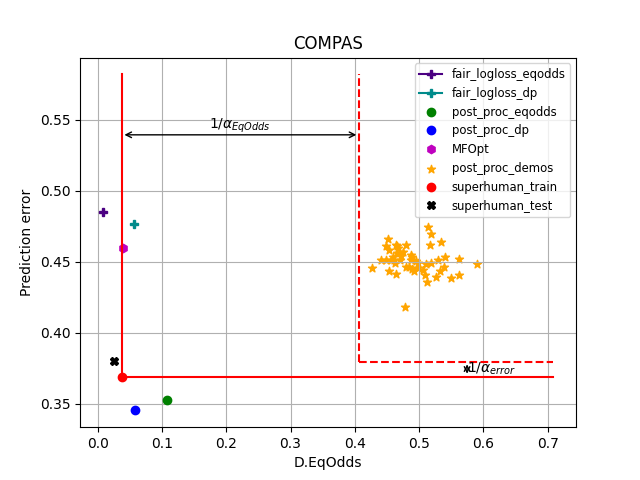 COMPAS
fair_logloss_eqodds
fair_logloss_dp
post_proc_eqodds
post_proc_dp
MFOpt
post_proc_demos
superhuman_train
superhuman_test
1/α_EqOdds
1/α_error
Prediction error
0.55
0.50
0.45
0.40
0.35
0.0 0.1 0.2 0.3 0.4 0.5 0.6 0.7
D.EqOdds